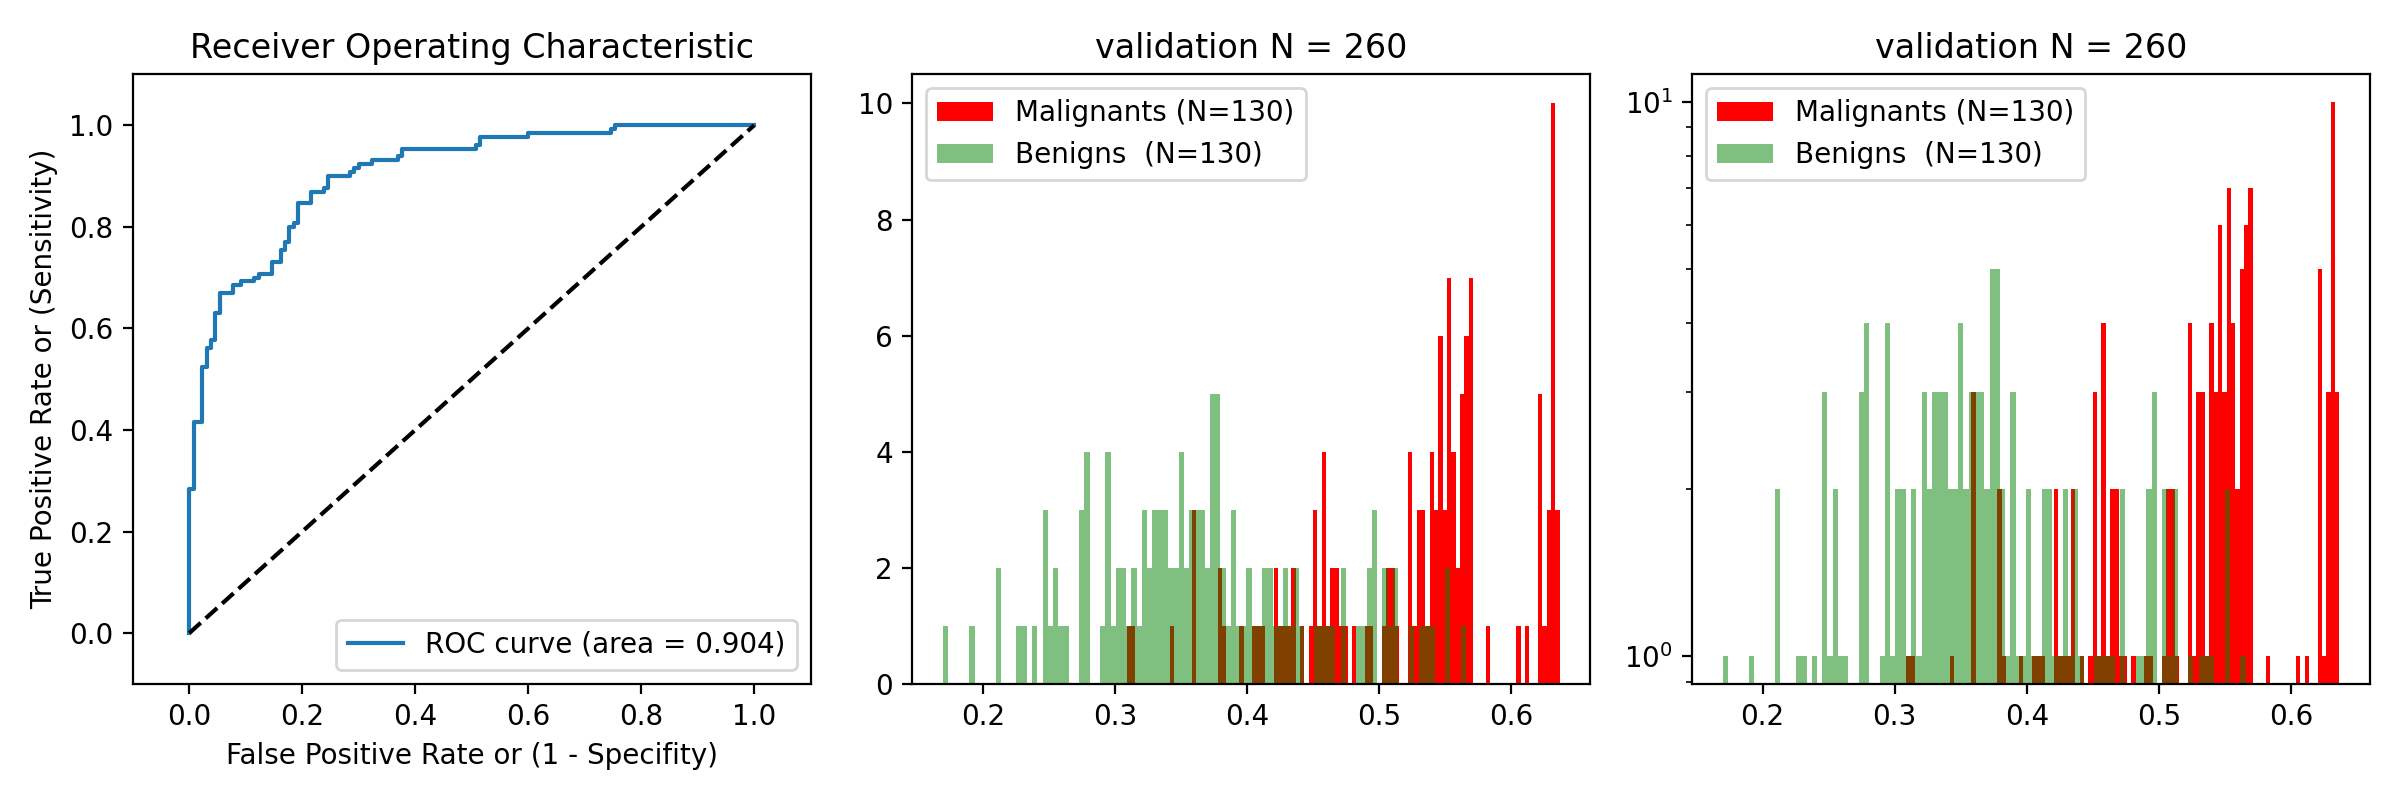 Receiver Operating Characteristic
True Positive Rate or (Sensitivity)
1.0
0.8
0.6
0.4
0.2
0.0
ROC curve (area = 0.904)
0.0 0.2 0.4 0.6 0.8 1.0
False Positive Rate or (1 - Specifity)
validation N = 260
Malignants (N=130)
Benigns (N=130)
10
8
6
4
2
0
0.2 0.3 0.4 0.5 0.6
validation N = 260
Malignants (N=130)
Benigns (N=130)
10¹
10⁰
0.2 0.3 0.4 0.5 0.6